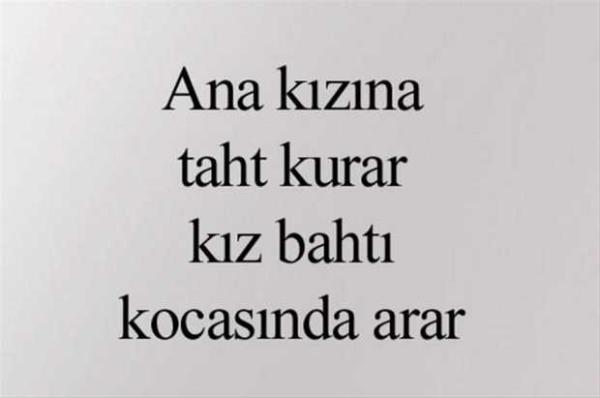 Ana kızına
taht kurar
kız bahtı
kocasında arar